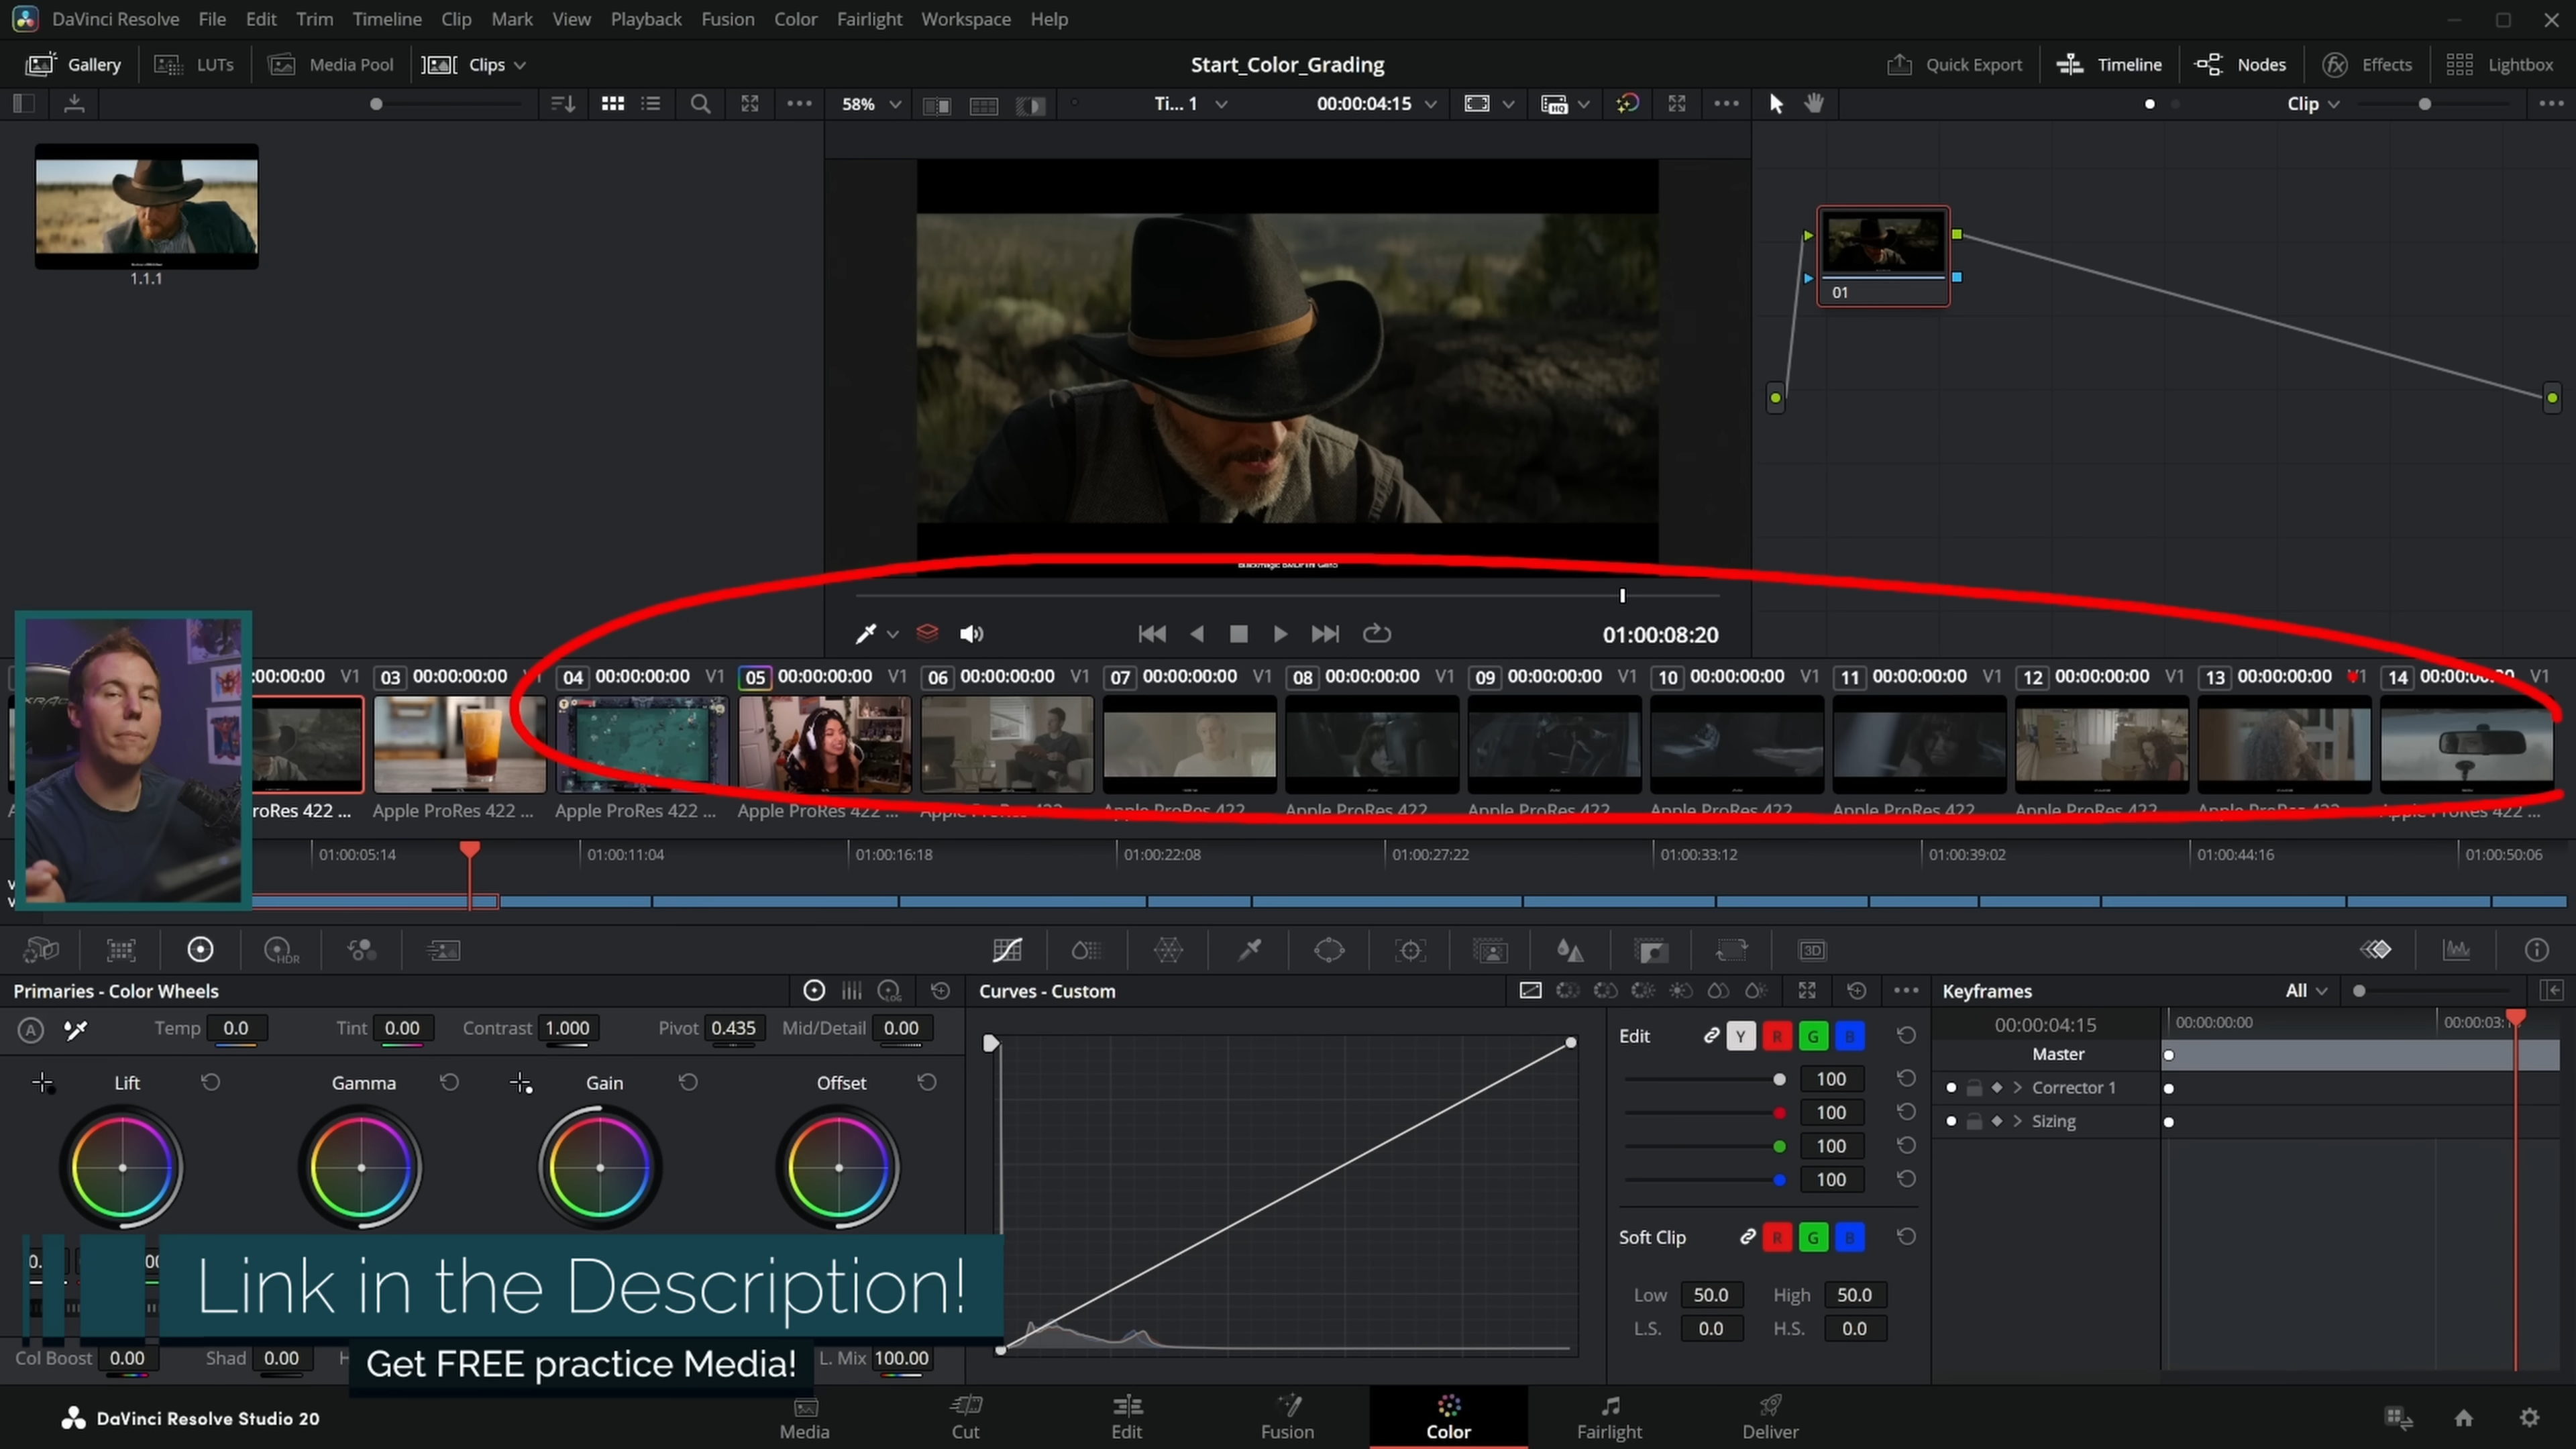 DaVinci Resolve File Edit Trim Timeline Clip Mark View Playback Fusion Color Fairlight Workspace Help
Gallery LUTs Media Pool Clips Start_Color_Grading Quick Export Timeline Nodes Effects Lightbox
58% Ti... 1 00:00:04:15 HQ Clip
1.1.1
01
01:00:08:20
:00:00:00 V1 03 00:00:00:00 04 00:00:00:00 V1 05 00:00:00:00 V1 06 00:00:00:00 V1 07 00:00:00:00 V1 08 00:00:00:00 V1 09 00:00:00:00 V1 10 00:00:00:00 V1 11 00:00:00:00 V1 12 00:00:00:00 V1 13 00:00:00:00 14 00:00:00:00 V1
roRes 422 ... Apple ProRes 422 ... Apple ProRes 422 ... Apple ProRes 422 ... Apple ProRes 422 Apple ProRes 422 Apple ProRes 422 Apple ProRes 422 Apple ProRes 422 Apple ProRes 422 Apple ProRes 422 Apple ProRes 422 Apple ProRes 422 ...
01:00:05:14 01:00:11:04 01:00:16:18 01:00:22:08 01:00:27:22 01:00:33:12 01:00:39:02 01:00:44:16 01:00:50:06
HDR 3D
Primaries - Color Wheels LOG Curves - Custom Keyframes All
A Temp 0.0 Tint 0.00 Contrast 1.000 Pivot 0.435 Mid/Detail 0.00 Edit Y R G B 00:00:04:15 00:00:00:00 00:00:03:
Master
Lift Gamma Gain Offset 100 Corrector 1
100 Sizing
100
100
Soft Clip R G B
Link in the Description!
Low 50.0 High 50.0
L.S. 0.0 H.S. 0.0
Col Boost 0.00 Shad 0.00 H Get FREE practice Media! L. Mix 100.00
DaVinci Resolve Studio 20 Media Cut Edit Fusion Color Fairlight Deliver